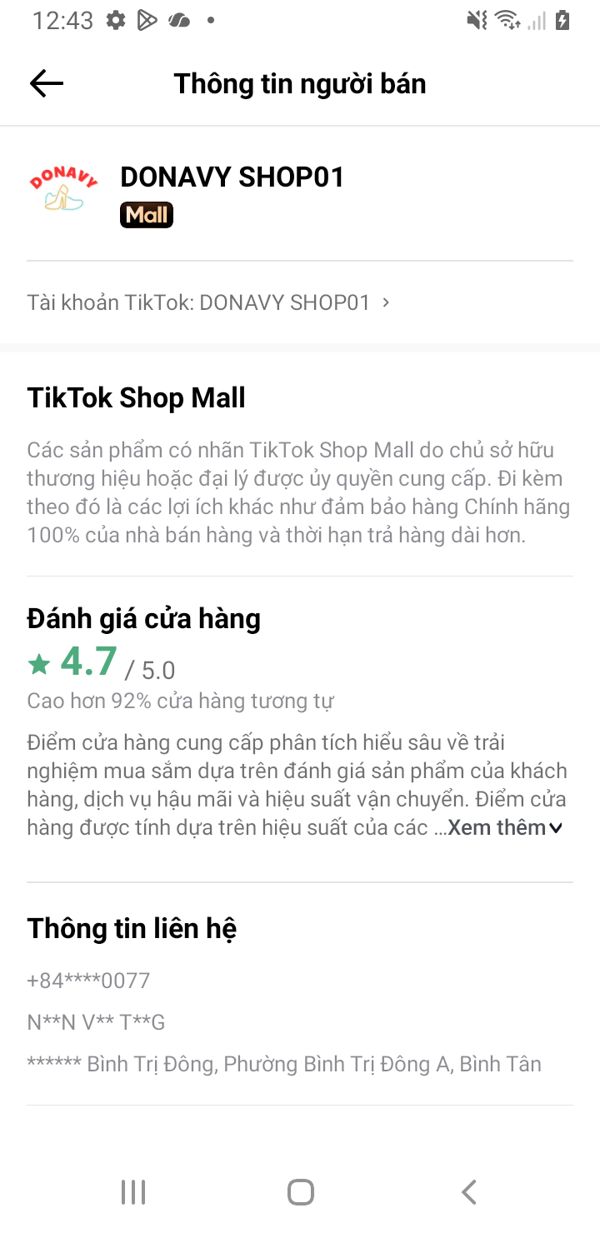 12:43
Thông tin người bán
DONAVY
DONAVY SHOP01
Mall
Tài khoản TikTok: DONAVY SHOP01 >
TikTok Shop Mall
Các sản phẩm có nhãn TikTok Shop Mall do chủ sở hữu
thương hiệu hoặc đại lý được ủy quyền cung cấp. Đi kèm
theo đó là các lợi ích khác như đảm bảo hàng Chính hãng
100% của nhà bán hàng và thời hạn trả hàng dài hơn.
Đánh giá cửa hàng
4.7 / 5.0
Cao hơn 92% cửa hàng tương tự
Điểm cửa hàng cung cấp phân tích hiểu sâu về trải
nghiệm mua sắm dựa trên đánh giá sản phẩm của khách
hàng, dịch vụ hậu mãi và hiệu suất vận chuyển. Điểm cửa
hàng được tính dựa trên hiệu suất của các ...Xem thêm
Thông tin liên hệ
+84****0077
N**N V** T**G
****** Bình Trị Đông, Phường Bình Trị Đông A, Bình Tân